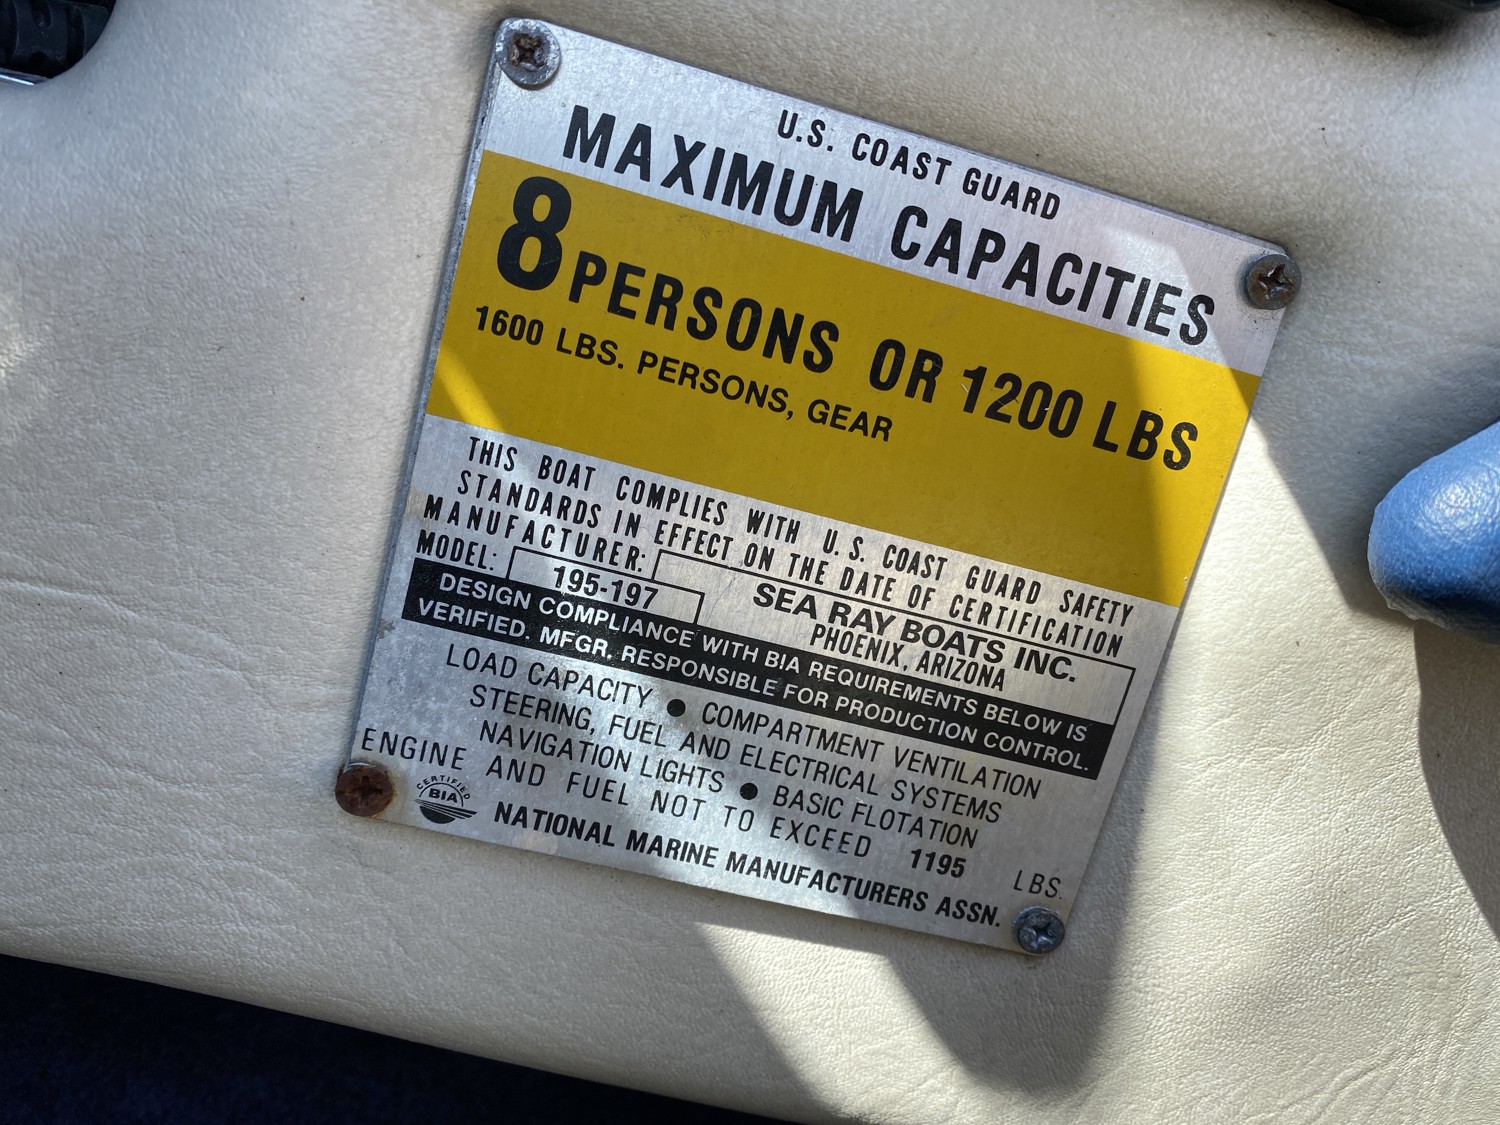 U.S. COAST GUARD
MAXIMUM CAPACITIES
8 PERSONS OR 1200 LBS
1600 LBS. PERSONS, GEAR
THIS BOAT COMPLIES WITH U.S. COAST GUARD SAFETY
STANDARDS IN EFFECT ON THE DATE OF CERTIFICATION
MANUFACTURER: SEA RAY BOATS INC.
PHOENIX, ARIZONA
MODEL: 195-197
DESIGN COMPLIANCE WITH BIA REQUIREMENTS BELOW IS
VERIFIED. MFGR. RESPONSIBLE FOR PRODUCTION CONTROL.
LOAD CAPACITY ● COMPARTMENT VENTILATION
STEERING, FUEL AND ELECTRICAL SYSTEMS
NAVIGATION LIGHTS ● BASIC FLOTATION
ENGINE AND FUEL NOT TO EXCEED 1195 LBS.
CERTIFIED
BIA
NATIONAL MARINE MANUFACTURERS ASSN.